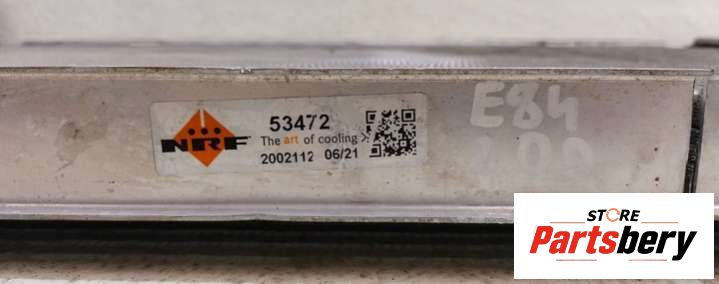 NRF
53472
The art of cooling
2002112 06/21
E84
STORE
Partsbery